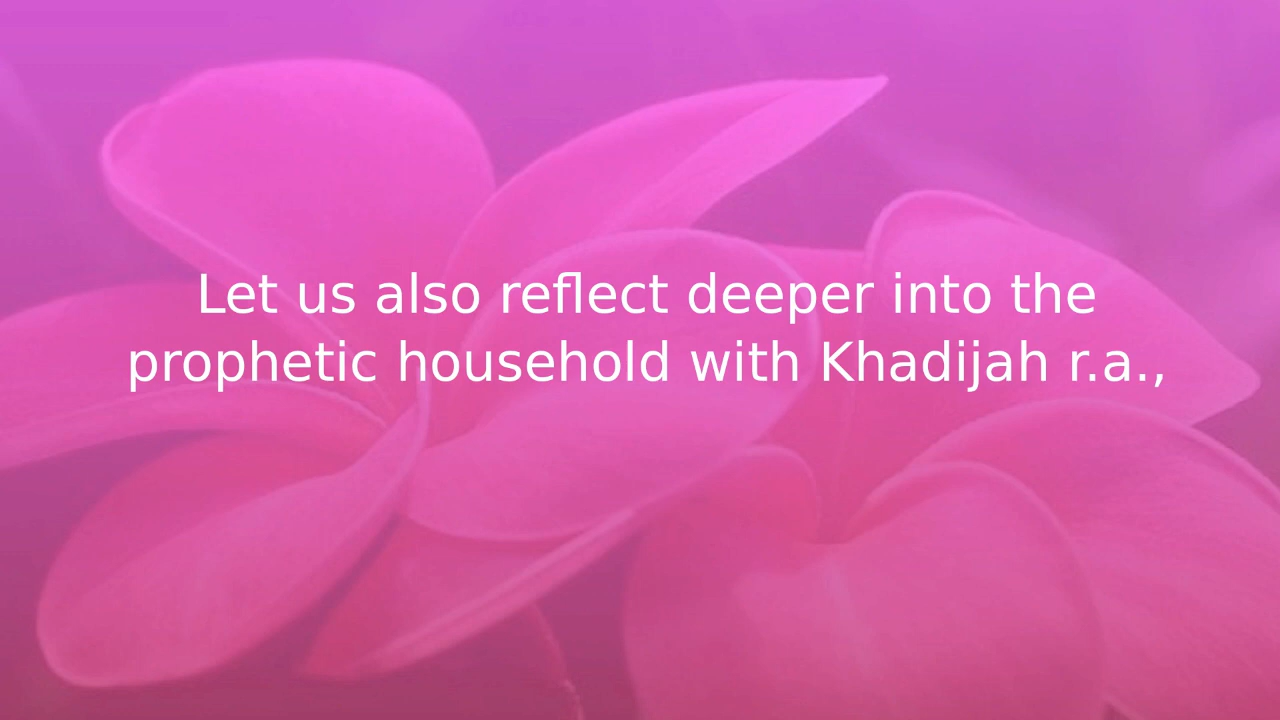 Let us also reflect deeper into the
prophetic household with Khadijah r.a.,